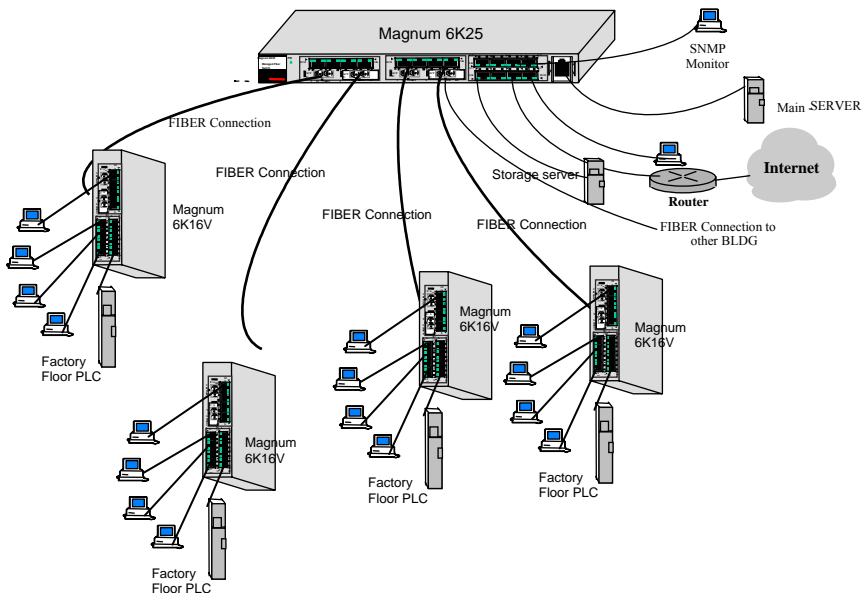 Magnum 6K25
SNMP
Monitor
Main SERVER
FIBER Connection
FIBER Connection
Storage server
Internet
Router
Magnum
6K16V
FIBER Connection
FIBER Connection
FIBER Connection to
other BLDG
Magnum
6K16V
Magnum
6K16V
Factory
Floor PLC
Magnum
6K16V
Factory
Floor PLC
Factory
Floor PLC
Factory
Floor PLC